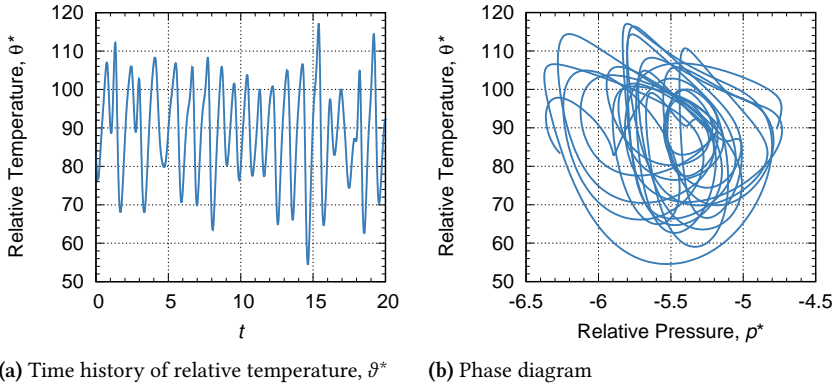 120
110
100
90
80
70
60
50
Relative Temperature, θ*
0 5 10 15 20
t
120
110
100
90
80
70
60
50
Relative Temperature, θ*
-6.5 -6 -5.5 -5 -4.5
Relative Pressure, p*
(a) Time history of relative temperature, ϑ* (b) Phase diagram